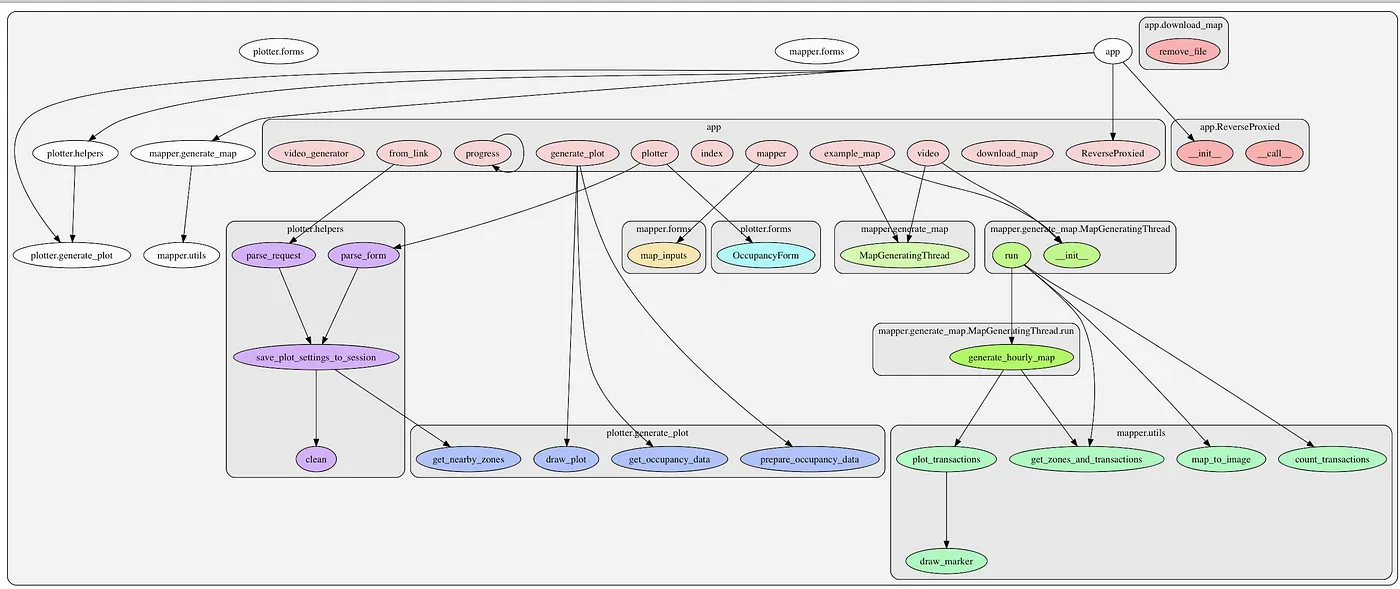 app.download_map
plotter.forms
mapper.forms
app
remove_file
app
app.ReverseProxied
plotter.helpers
mapper.generate_map
video_generator
from_link
progress
generate_plot
plotter
index
mapper
example_map
video
download_map
ReverseProxied
__init__
__call__
plotter.helpers
mapper.forms
plotter.forms
mapper.generate_map
mapper.generate_map.MapGeneratingThread
plotter.generate_plot
mapper.utils
parse_request
parse_form
map_inputs
OccupancyForm
MapGeneratingThread
run
__init__
mapper.generate_map.MapGeneratingThread.run
save_plot_settings_to_session
generate_hourly_map
plotter.generate_plot
mapper.utils
clean
get_nearby_zones
draw_plot
get_occupancy_data
prepare_occupancy_data
plot_transactions
get_zones_and_transactions
map_to_image
count_transactions
draw_marker